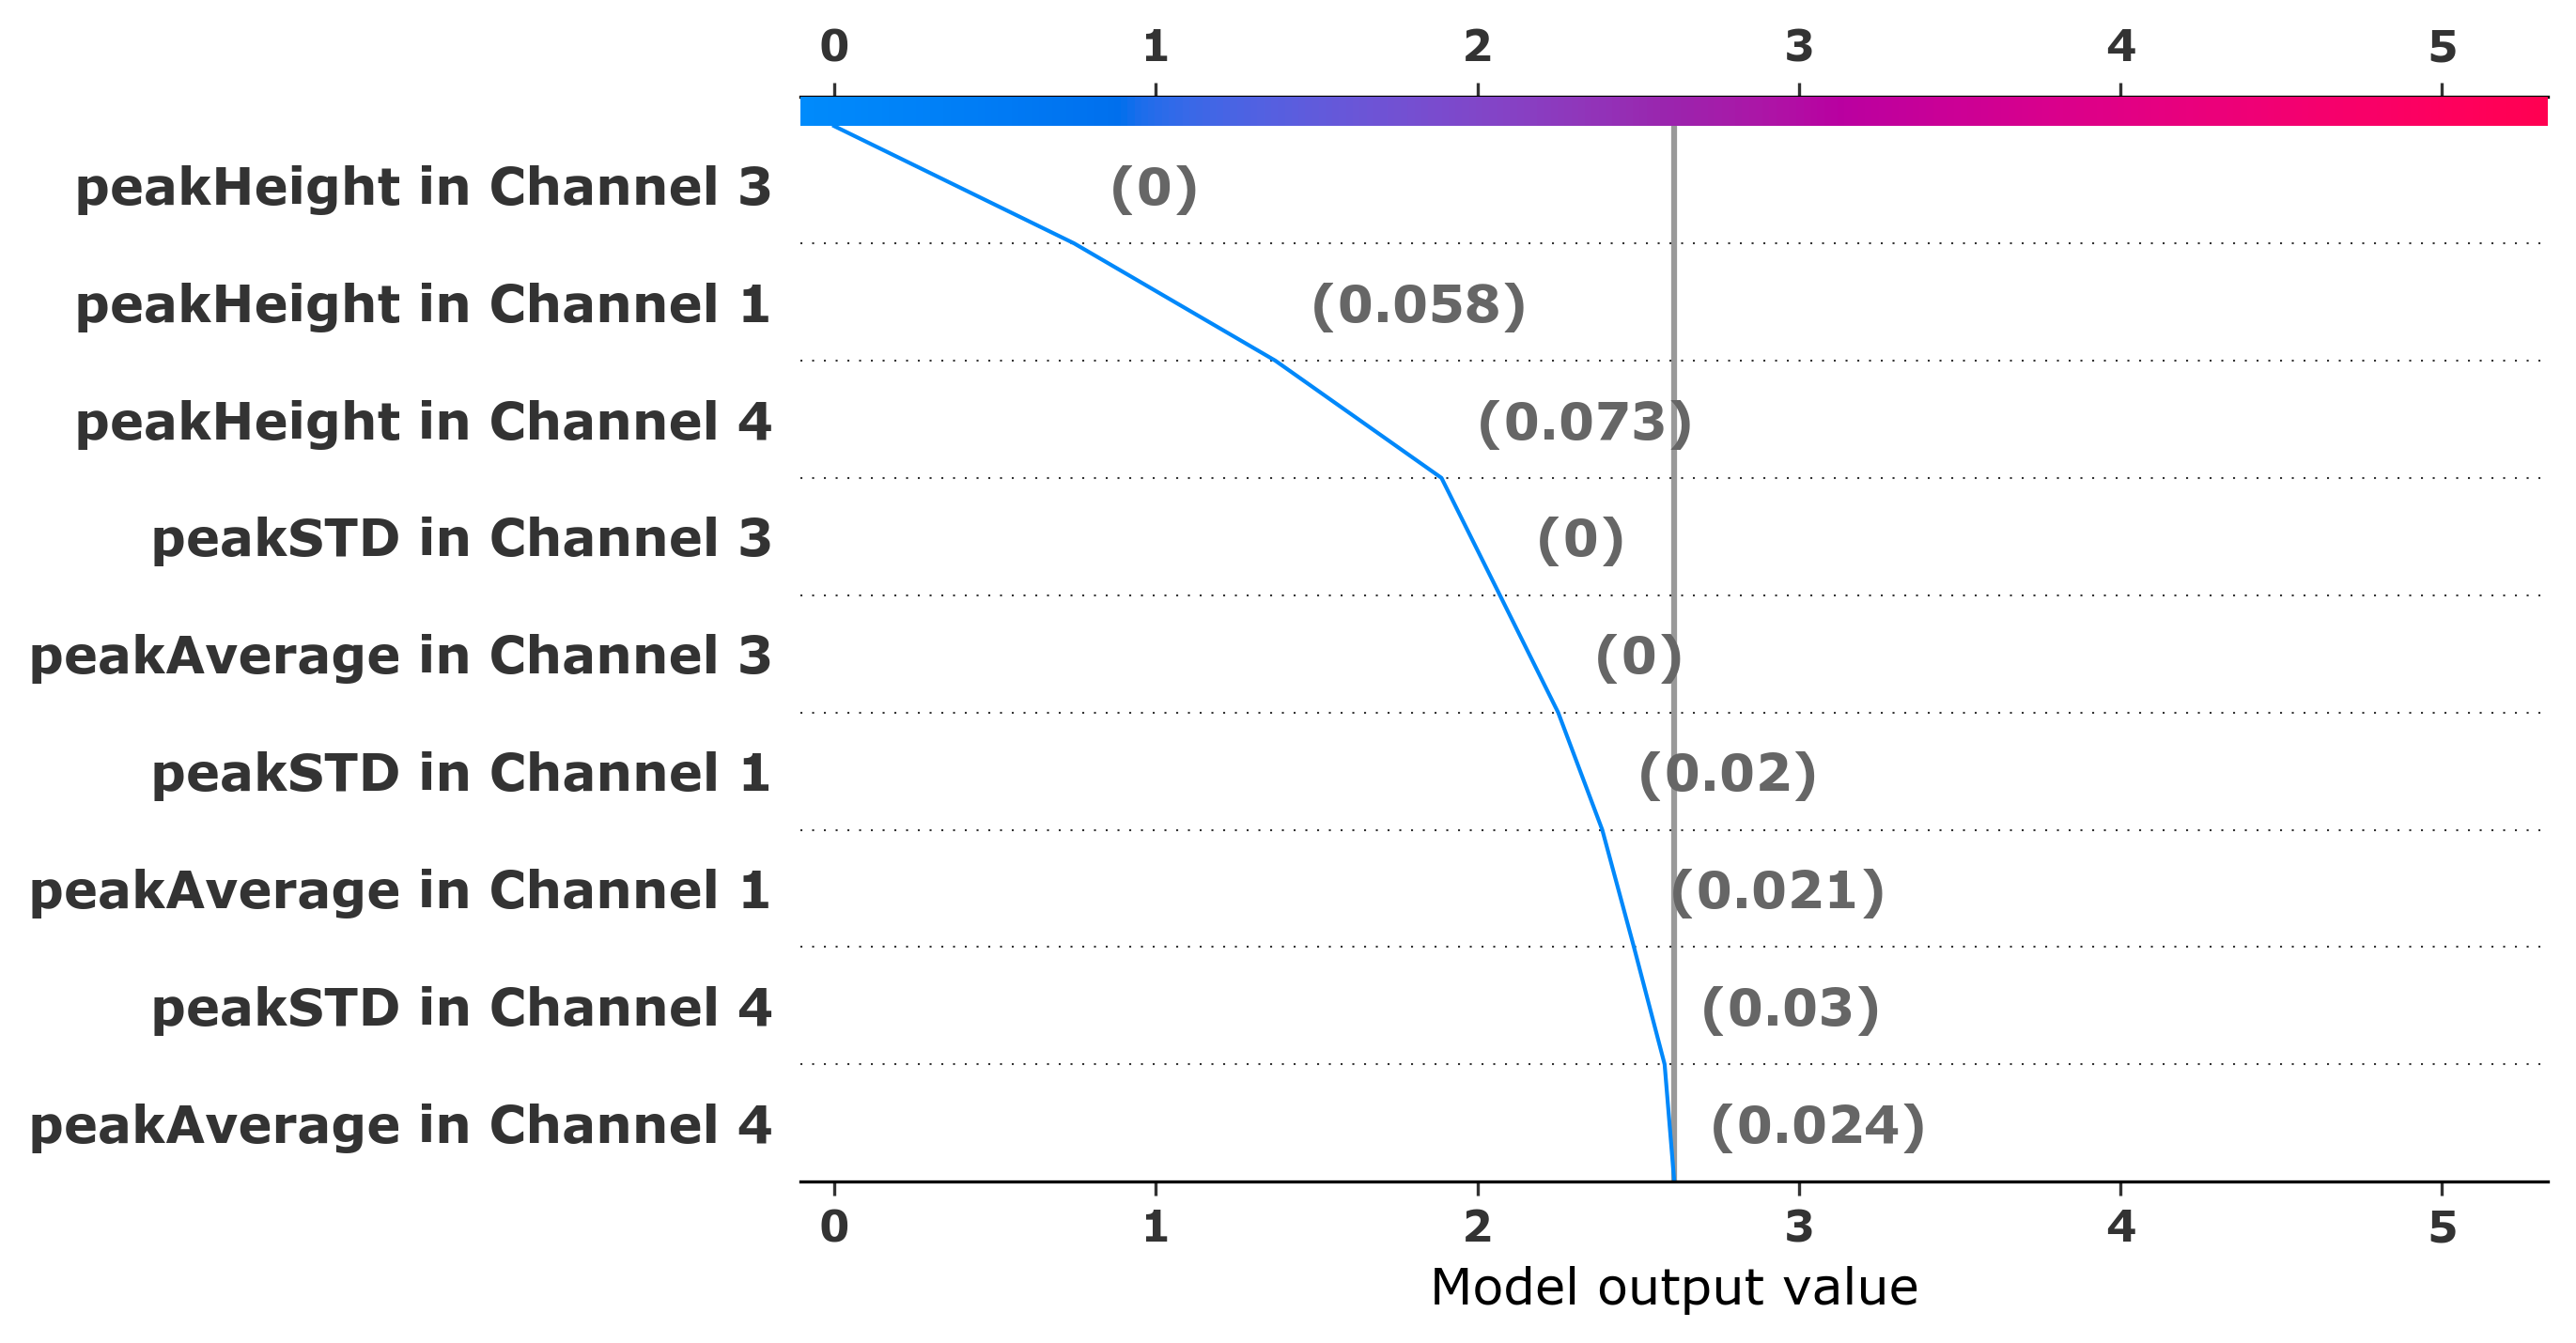 0 1 2 3 4 5
peakHeight in Channel 3 (0)
peakHeight in Channel 1 (0.058)
peakHeight in Channel 4 (0.073)
peakSTD in Channel 3 (0)
peakAverage in Channel 3 (0)
peakSTD in Channel 1 (0.02)
peakAverage in Channel 1 (0.021)
peakSTD in Channel 4 (0.03)
peakAverage in Channel 4 (0.024)
0 1 2 3 4 5
Model output value